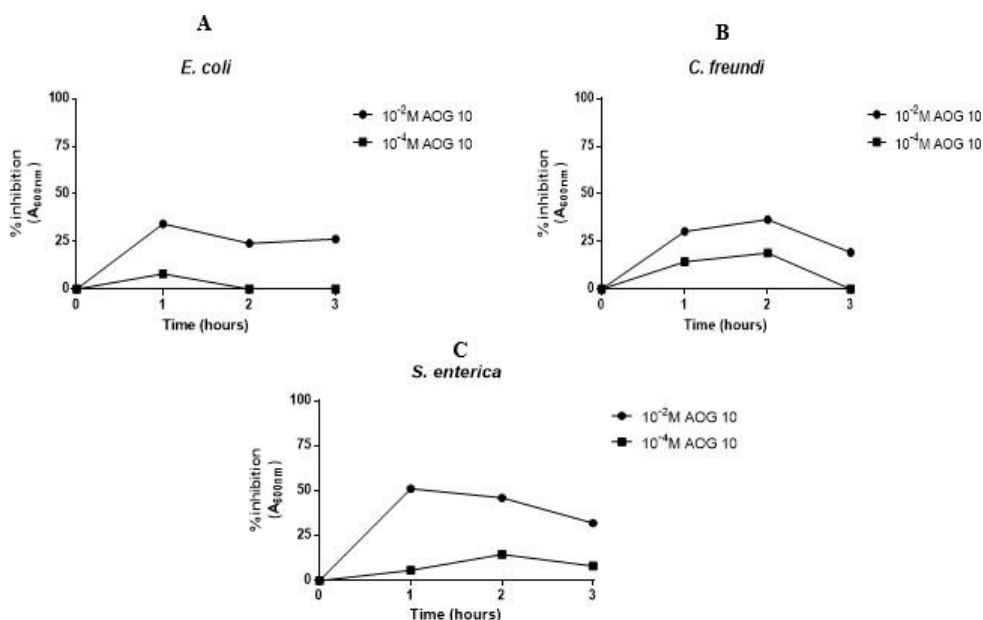 A
E. coli
100
75
50
25
0
0 1 2 3
% inhibition
(A600nm)
Time (hours)
10⁻²M AOG 10
10⁻⁴M AOG 10
B
C. freundi
100
75
50
25
0
0 1 2 3
% inhibition
(A600nm)
Time (hours)
10⁻²M AOG 10
10⁻⁴M AOG 10
C
S. enterica
100
75
50
25
0
0 1 2 3
% inhibition
(A600nm)
Time (hours)
10⁻²M AOG 10
10⁻⁴M AOG 10